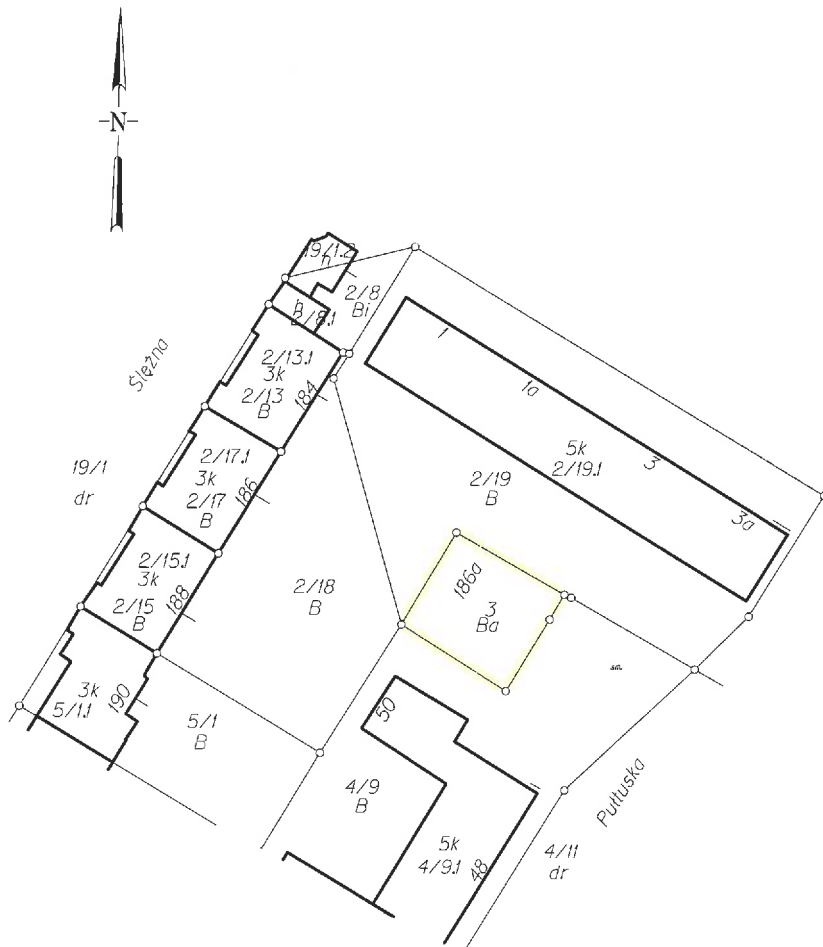 -N-
19/1.2
h
2/8
Bi
h
2/8.1
Ślężna
2/13.1
3k
2/13
B
184
1
1a
5k
2/19.1
3
3a
2/17.1
3k
2/17
B
186
19/1
dr
2/19
B
2/15.1
3k
2/15
B
188
2/18
B
186a
3
Ba
3k
5/1.1
190
5/1
B
50
4/9
B
5k
4/9.1
48
Pułtuska
4/11
dr